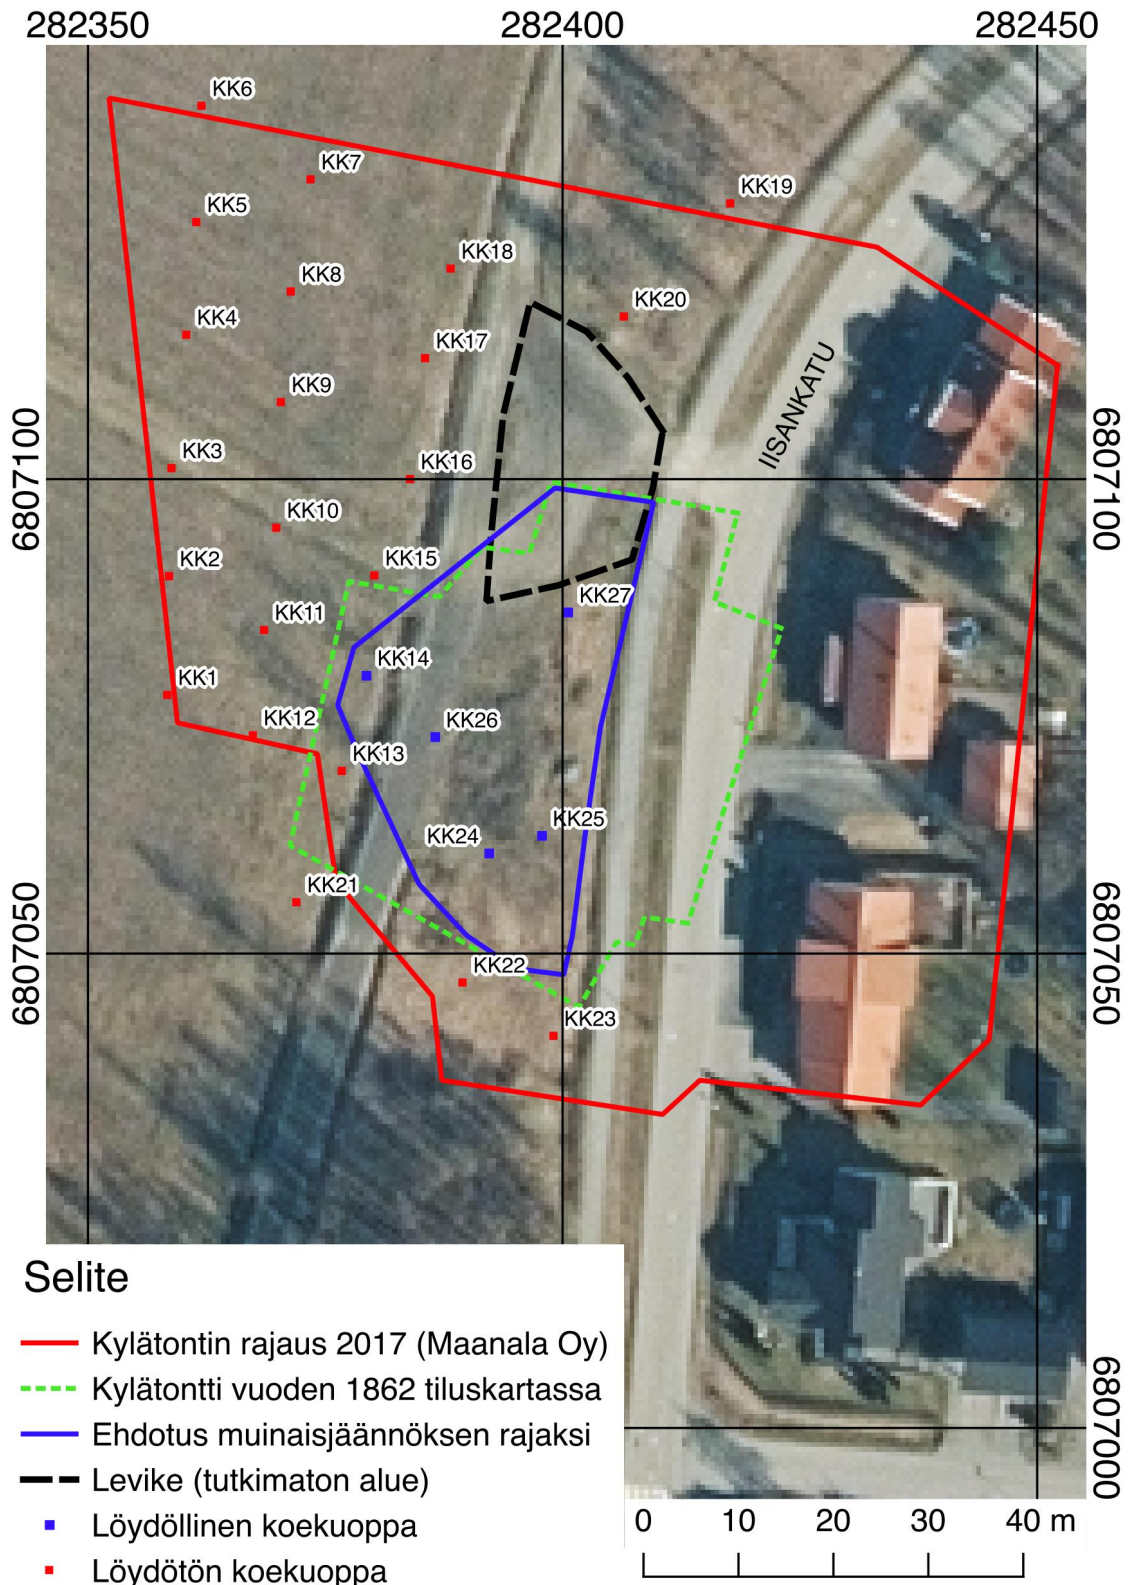 282350 282400 282450
KK6
KK7
KK19
KK5
KK18
KK8
KK20
KK4
KK17
IISANKATU
KK9
6807100
6807100
KK3
KK16
KK10
KK2
KK15
KK27
KK11
KK14
KK1
KK12
KK26
KK13
KK25
KK24
KK21
6807050
6807050
KK22
KK23
6807000
Selite
Kylätontin rajaus 2017 (Maanala Oy)
Kylätontti vuoden 1862 tiluskartassa
Ehdotus muinaisjäännöksen rajaksi
Levike (tutkimaton alue)
Löydöllinen koekuoppa
Löydötön koekuoppa
0 10 20 30 40 m